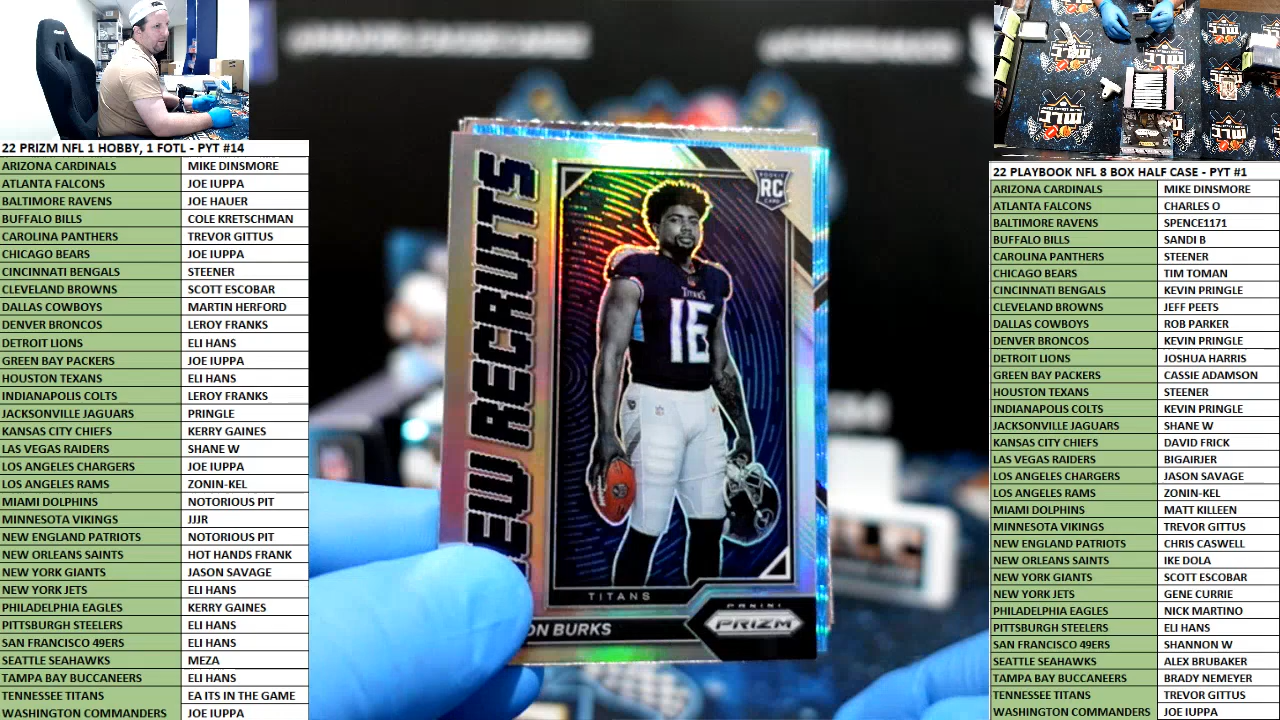 22 PRIZM NFL 1 HOBBY, 1 FOTL - PYT #14
ARIZONA CARDINALS MIKE DINSMORE
ATLANTA FALCONS JOE IUPPA
BALTIMORE RAVENS JOE HAUER
BUFFALO BILLS COLE KRETSCHMAN
CAROLINA PANTHERS TREVOR GITTUS
CHICAGO BEARS JOE IUPPA
CINCINNATI BENGALS STEENER
CLEVELAND BROWNS SCOTT ESCOBAR
DALLAS COWBOYS MARTIN HERFORD
DENVER BRONCOS LEROY FRANKS
DETROIT LIONS ELI HANS
GREEN BAY PACKERS JOE IUPPA
HOUSTON TEXANS ELI HANS
INDIANAPOLIS COLTS LEROY FRANKS
JACKSONVILLE JAGUARS PRINGLE
KANSAS CITY CHIEFS KERRY GAINES
LAS VEGAS RAIDERS SHANE W
LOS ANGELES CHARGERS JOE IUPPA
LOS ANGELES RAMS ZONIN-KEL
MIAMI DOLPHINS NOTORIOUS PIT
MINNESOTA VIKINGS JJJR
NEW ENGLAND PATRIOTS NOTORIOUS PIT
NEW ORLEANS SAINTS HOT HANDS FRANK
NEW YORK GIANTS JASON SAVAGE
NEW YORK JETS ELI HANS
PHILADELPHIA EAGLES KERRY GAINES
PITTSBURGH STEELERS ELI HANS
SAN FRANCISCO 49ERS ELI HANS
SEATTLE SEAHAWKS MEZA
TAMPA BAY BUCCANEERS ELI HANS
TENNESSEE TITANS EA ITS IN THE GAME
WASHINGTON COMMANDERS JOE IUPPA
RECRUITS
ROOKIE
RC
CARD
TITANS
16
TITANS
ON BURKS
PANINI
PRIZM
22 PLAYBOOK NFL 8 BOX HALF CASE - PYT #1
ARIZONA CARDINALS MIKE DINSMORE
ATLANTA FALCONS CHARLES O
BALTIMORE RAVENS SPENCE1171
BUFFALO BILLS SANDI B
CAROLINA PANTHERS STEENER
CHICAGO BEARS TIM TOMAN
CINCINNATI BENGALS KEVIN PRINGLE
CLEVELAND BROWNS JEFF PEETS
DALLAS COWBOYS ROB PARKER
DENVER BRONCOS KEVIN PRINGLE
DETROIT LIONS JOSHUA HARRIS
GREEN BAY PACKERS CASSIE ADAMSON
HOUSTON TEXANS STEENER
INDIANAPOLIS COLTS KEVIN PRINGLE
JACKSONVILLE JAGUARS SHANE W
KANSAS CITY CHIEFS DAVID FRICK
LAS VEGAS RAIDERS BIGAIRJER
LOS ANGELES CHARGERS JASON SAVAGE
LOS ANGELES RAMS ZONIN-KEL
MIAMI DOLPHINS MATT KILLEEN
MINNESOTA VIKINGS TREVOR GITTUS
NEW ENGLAND PATRIOTS CHRIS CASWELL
NEW ORLEANS SAINTS IKE DOLA
NEW YORK GIANTS SCOTT ESCOBAR
NEW YORK JETS GENE CURRIE
PHILADELPHIA EAGLES NICK MARTINO
PITTSBURGH STEELERS ELI HANS
SAN FRANCISCO 49ERS SHANNON W
SEATTLE SEAHAWKS ALEX BRUBAKER
TAMPA BAY BUCCANEERS BRADY NEMEYER
TENNESSEE TITANS TREVOR GITTUS
WASHINGTON COMMANDERS JOE IUPPA